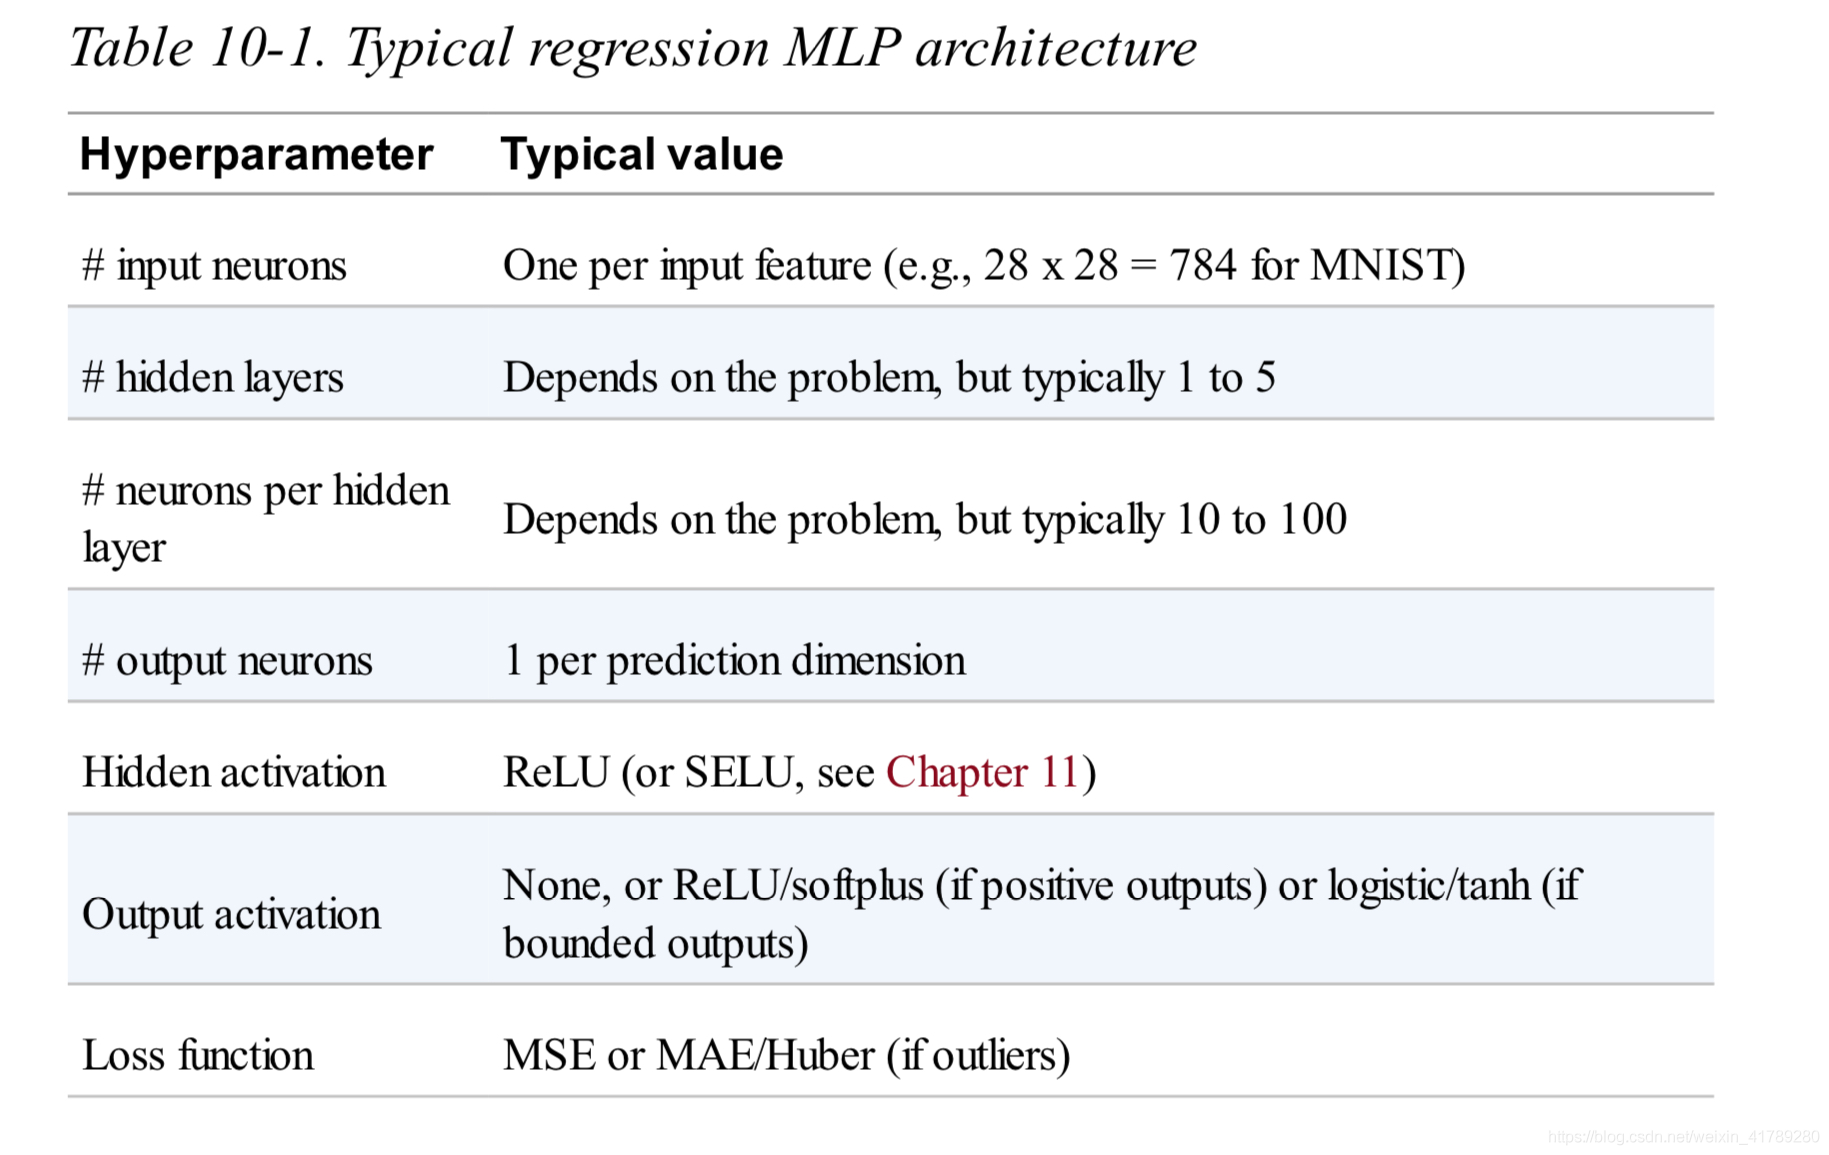 Table 10-1. Typical regression MLP architecture
Hyperparameter Typical value
# input neurons One per input feature (e.g., 28 x 28 = 784 for MNIST)
# hidden layers Depends on the problem, but typically 1 to 5
# neurons per hidden
layer
Depends on the problem, but typically 10 to 100
# output neurons 1 per prediction dimension
Hidden activation ReLU (or SELU, see Chapter 11)
Output activation
None, or ReLU/softplus (if positive outputs) or logistic/tanh (if
bounded outputs)
Loss function MSE or MAE/Huber (if outliers)
https://blog.csdn.net/weixin_41789280